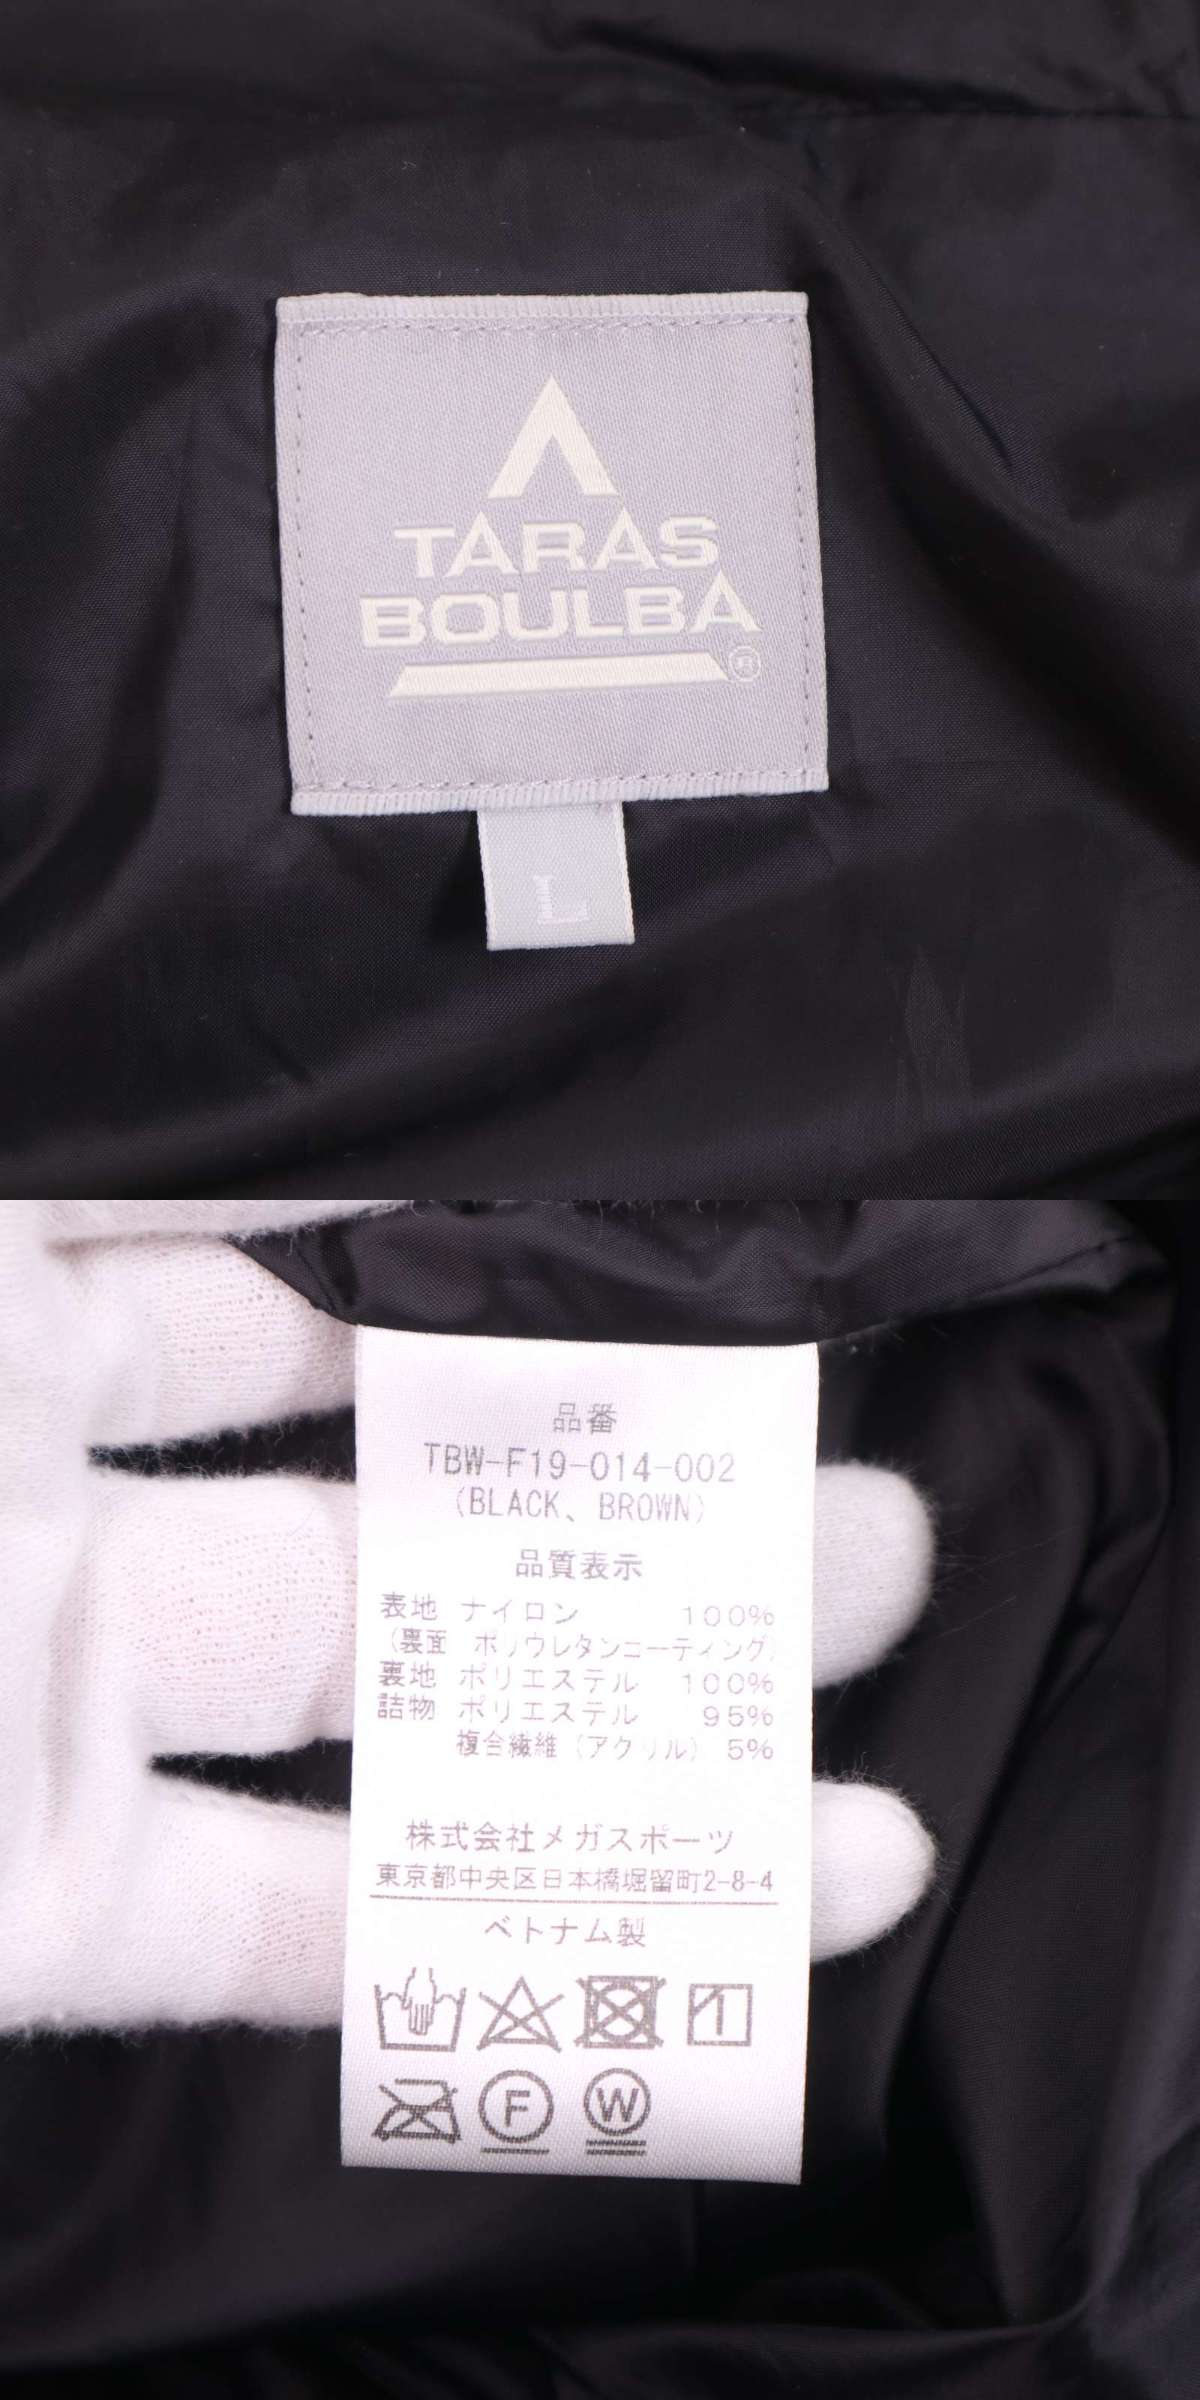 TARAS
BOULBA
®
L
品番
TBW-F19-014-002
(BLACK、BROWN)
品質表示
表地 ナイロン 100%
(裏面 ポリウレタンコーティング)
裏地 ポリエステル 100%
詰物 ポリエステル 95%
複合繊維(アクリル) 5%
株式会社メガスポーツ
東京都中央区日本橋堀留町2-8-4
ベトナム製
1
F
W